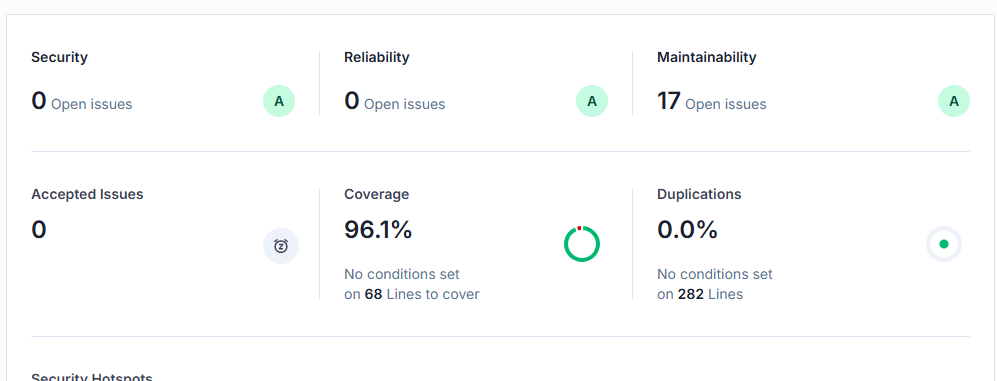 Security
Reliability
Maintainability
0 Open issues
A
0 Open issues
A
17 Open issues
A
Accepted Issues
Coverage
Duplications
0
96.1%
0.0%
No conditions set
on 68 Lines to cover
No conditions set
on 282 Lines
Security Hotspots